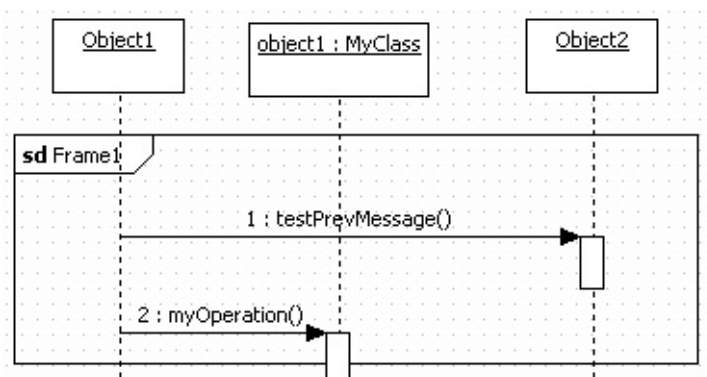 Object1
object1 : MyClass
Object2
sd Frame1
1 : testPrevMessage()
2 : myOperation()